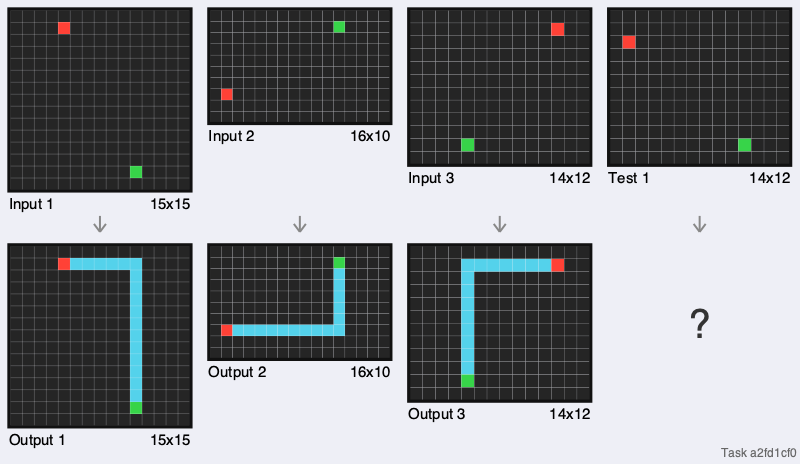 Input 1 15x15
Input 2 16x10
Input 3 14x12
Test 1 14x12
Output 1 15x15
Output 2 16x10
Output 3 14x12
?
Task a2fd1cf0